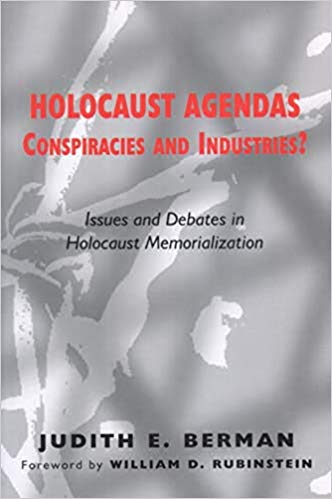 HOLOCAUST AGENDAS
CONSPIRACIES AND INDUSTRIES?
Issues and Debates in
Holocaust Memorialization
JUDITH E. BERMAN
Foreword by WILLIAM D. RUBINSTEIN